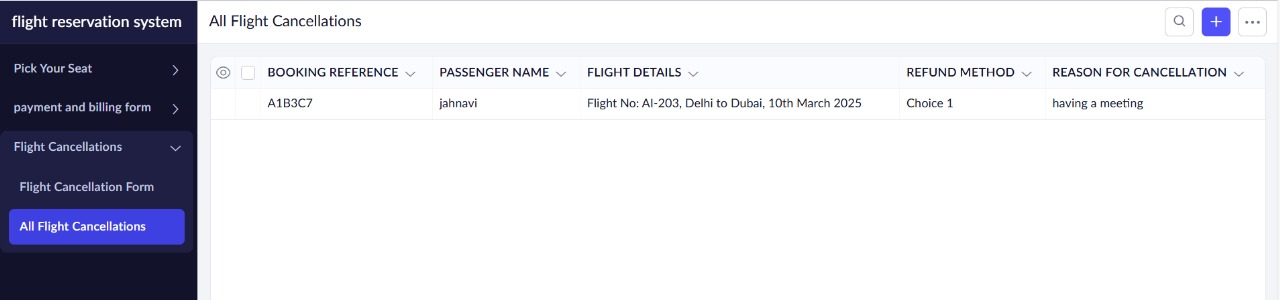 flight reservation system
All Flight Cancellations
Pick Your Seat
payment and billing form
Flight Cancellations
Flight Cancellation Form
All Flight Cancellations
BOOKING REFERENCE PASSENGER NAME FLIGHT DETAILS REFUND METHOD REASON FOR CANCELLATION
A1B3C7 jahnavi Flight No: AI-203, Delhi to Dubai, 10th March 2025 Choice 1 having a meeting